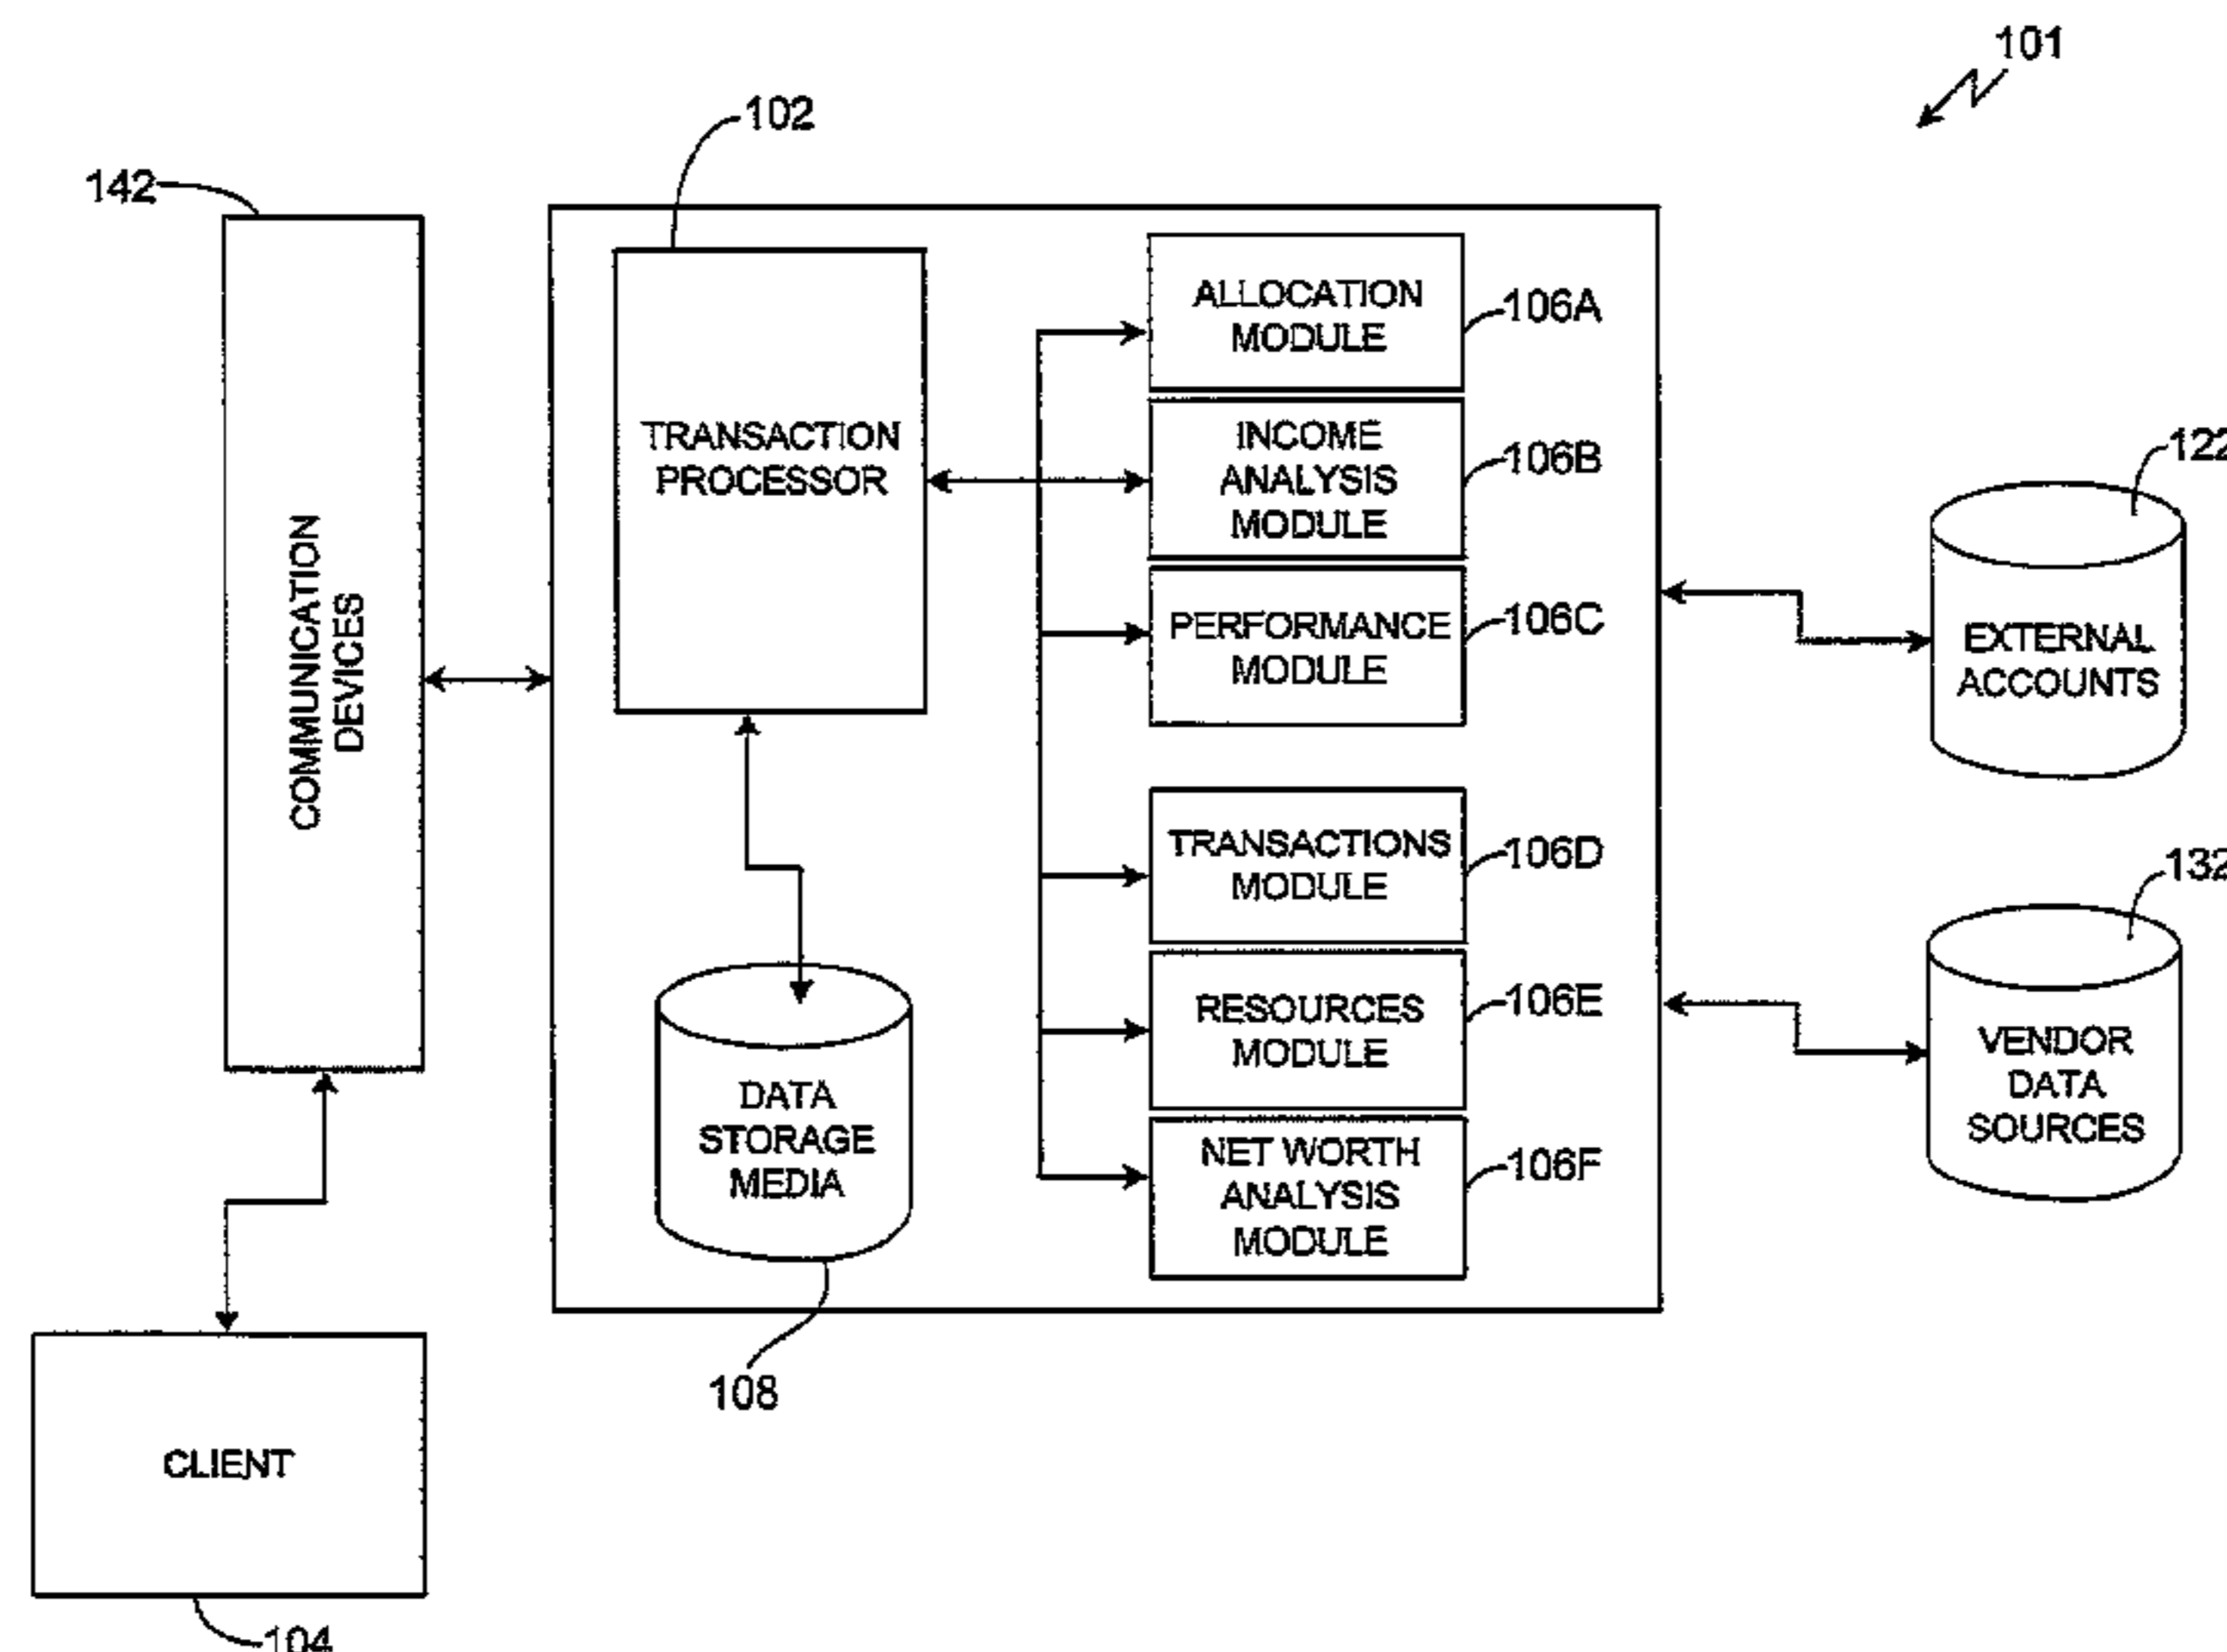 101
102
142
ALLOCATION
MODULE
106A
TRANSACTION
PROCESSOR
INCOME
ANALYSIS
MODULE
106B
122
COMMUNICATION
DEVICES
PERFORMANCE
MODULE
106C
EXTERNAL
ACCOUNTS
TRANSACTIONS
MODULE
106D
132
RESOURCES
MODULE
106E
VENDOR
DATA
SOURCES
DATA
STORAGE
MEDIA
NET WORTH
ANALYSIS
MODULE
106F
108
CLIENT
104